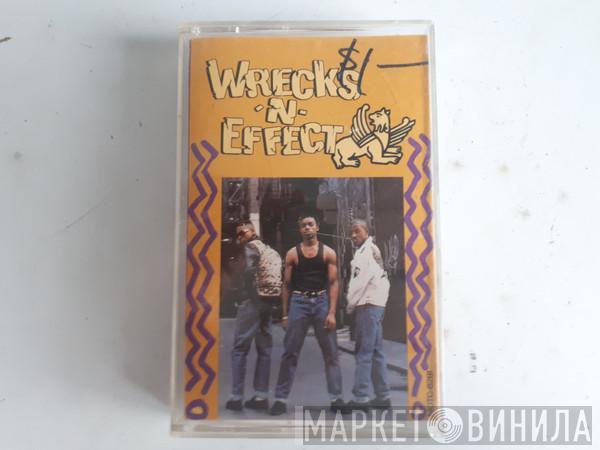 WRECKS
$1 —
-N-
EFFECT
МАРКЕТ ВИНИЛА